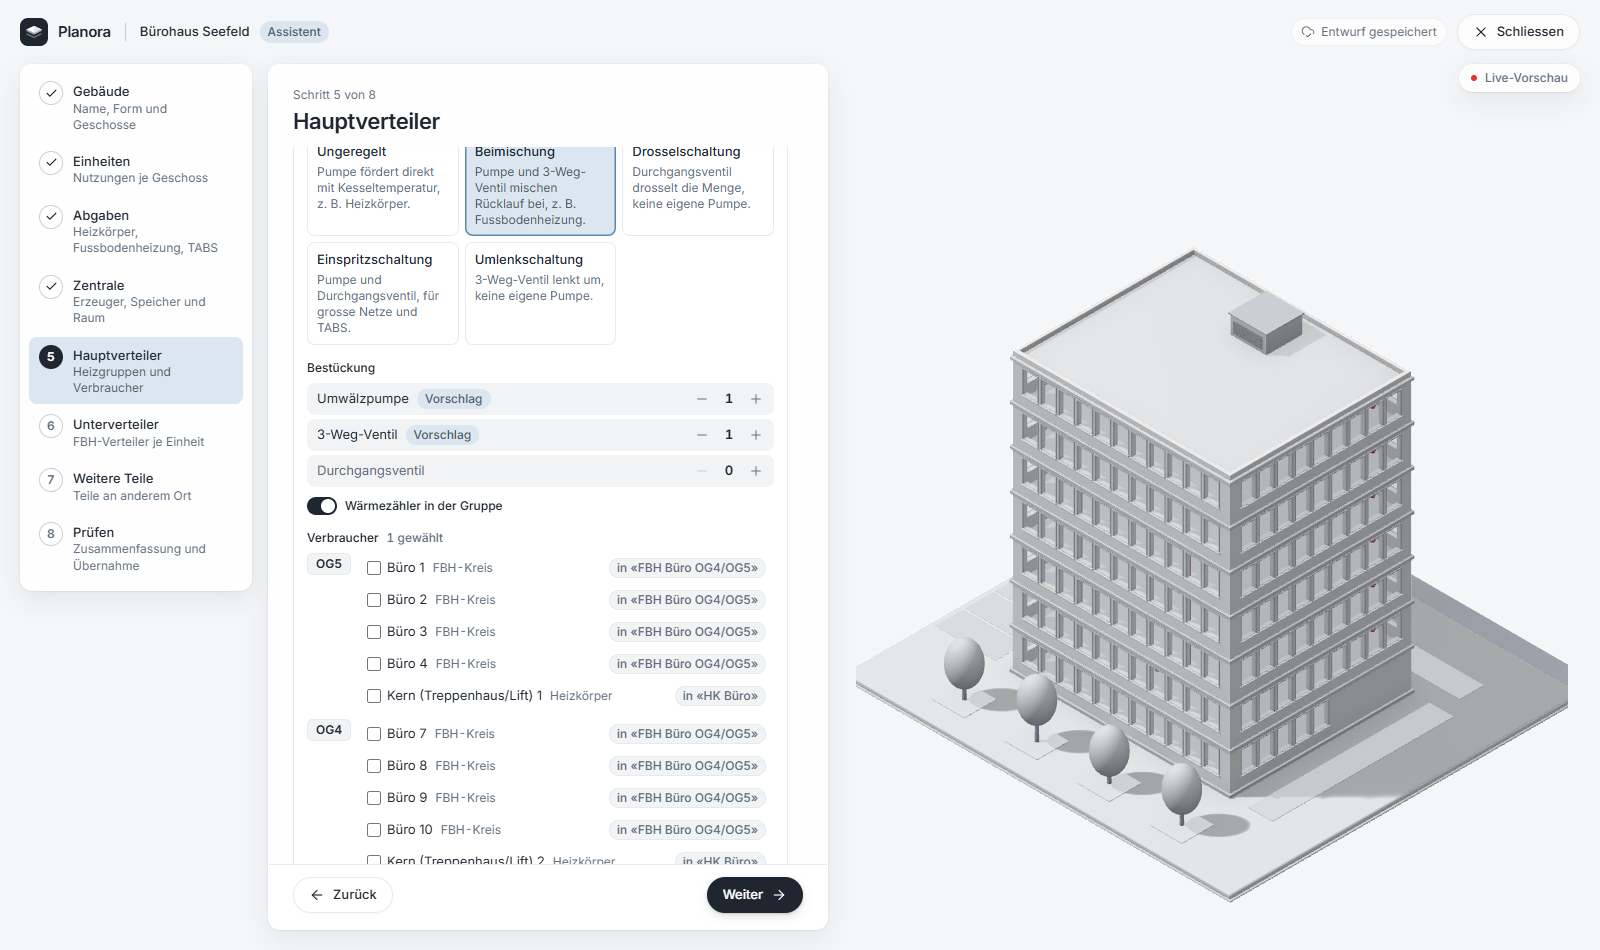 Planora
Bürohaus Seefeld
Assistent
Entwurf gespeichert
Schliessen
Live-Vorschau
Gebäude
Name, Form und
Geschosse
Einheiten
Nutzungen je Geschoss
Abgaben
Heizkörper,
Fussbodenheizung, TABS
Zentrale
Erzeuger, Speicher und
Raum
5
Hauptverteiler
Heizgruppen und
Verbraucher
6
Unterverteiler
FBH-Verteiler je Einheit
7
Weitere Teile
Teile an anderem Ort
8
Prüfen
Zusammenfassung und
Übernahme
Schritt 5 von 8
Hauptverteiler
Ungeregelt
Pumpe fördert direkt
mit Kesseltemperatur,
z. B. Heizkörper.
Beimischung
Pumpe und 3-Weg-
Ventil mischen
Rücklauf bei, z. B.
Fussbodenheizung.
Drosselschaltung
Durchgangsventil
drosselt die Menge,
keine eigene Pumpe.
Einspritzschaltung
Pumpe und
Durchgangsventil, für
grosse Netze und
TABS.
Umlenkschaltung
3-Weg-Ventil lenkt um,
keine eigene Pumpe.
Bestückung
Umwälzpumpe Vorschlag − 1 +
3-Weg-Ventil Vorschlag − 1 +
Durchgangsventil − 0 +
Wärmezähler in der Gruppe
Verbraucher 1 gewählt
OG5
Büro 1 FBH-Kreis in «FBH Büro OG4/OG5»
Büro 2 FBH-Kreis in «FBH Büro OG4/OG5»
Büro 3 FBH-Kreis in «FBH Büro OG4/OG5»
Büro 4 FBH-Kreis in «FBH Büro OG4/OG5»
Kern (Treppenhaus/Lift) 1 Heizkörper in «HK Büro»
OG4
Büro 7 FBH-Kreis in «FBH Büro OG4/OG5»
Büro 8 FBH-Kreis in «FBH Büro OG4/OG5»
Büro 9 FBH-Kreis in «FBH Büro OG4/OG5»
Büro 10 FBH-Kreis in «FBH Büro OG4/OG5»
Kern (Treppenhaus/Lift) 2 Heizkörper in «HK Büro»
Zurück
Weiter